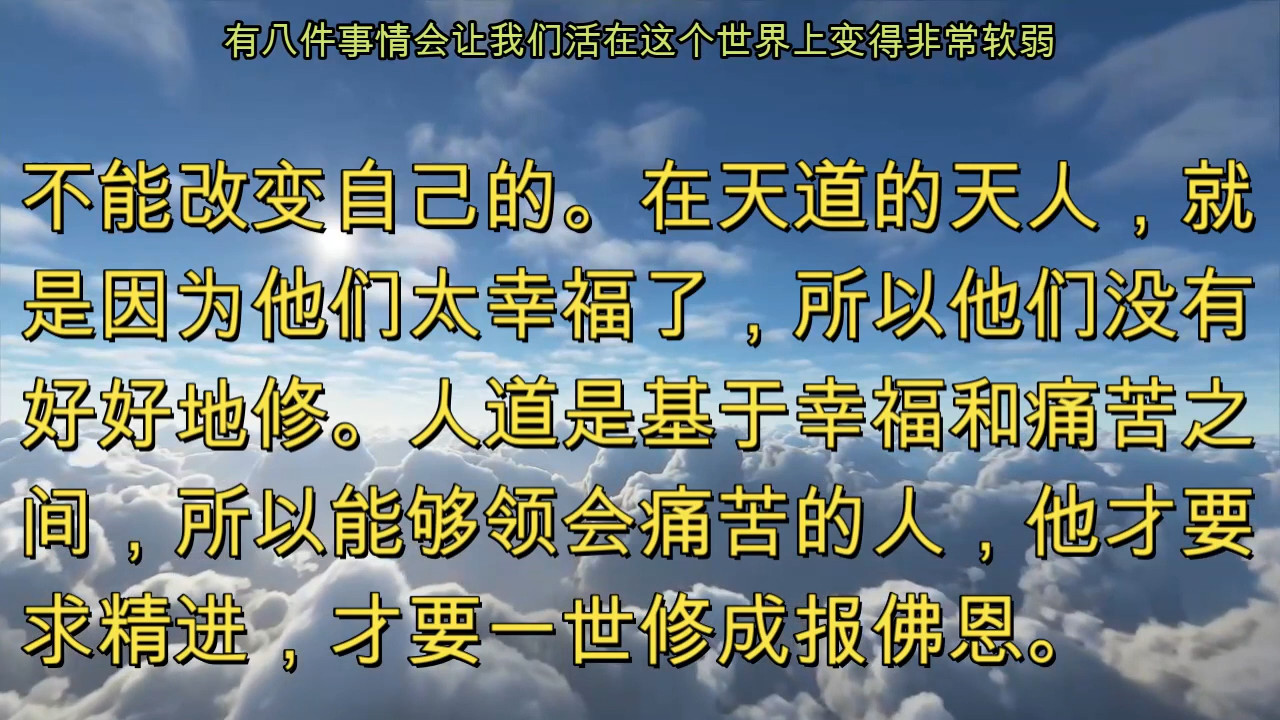 有八件事情会让我们活在这个世界上变得非常软弱
不能改变自己的。在天道的天人，就
是因为他们太幸福了，所以他们没有
好好地修。人道是基于幸福和痛苦之
间，所以能够领会痛苦的人，他才要
求精进，才要一世修成报佛恩。